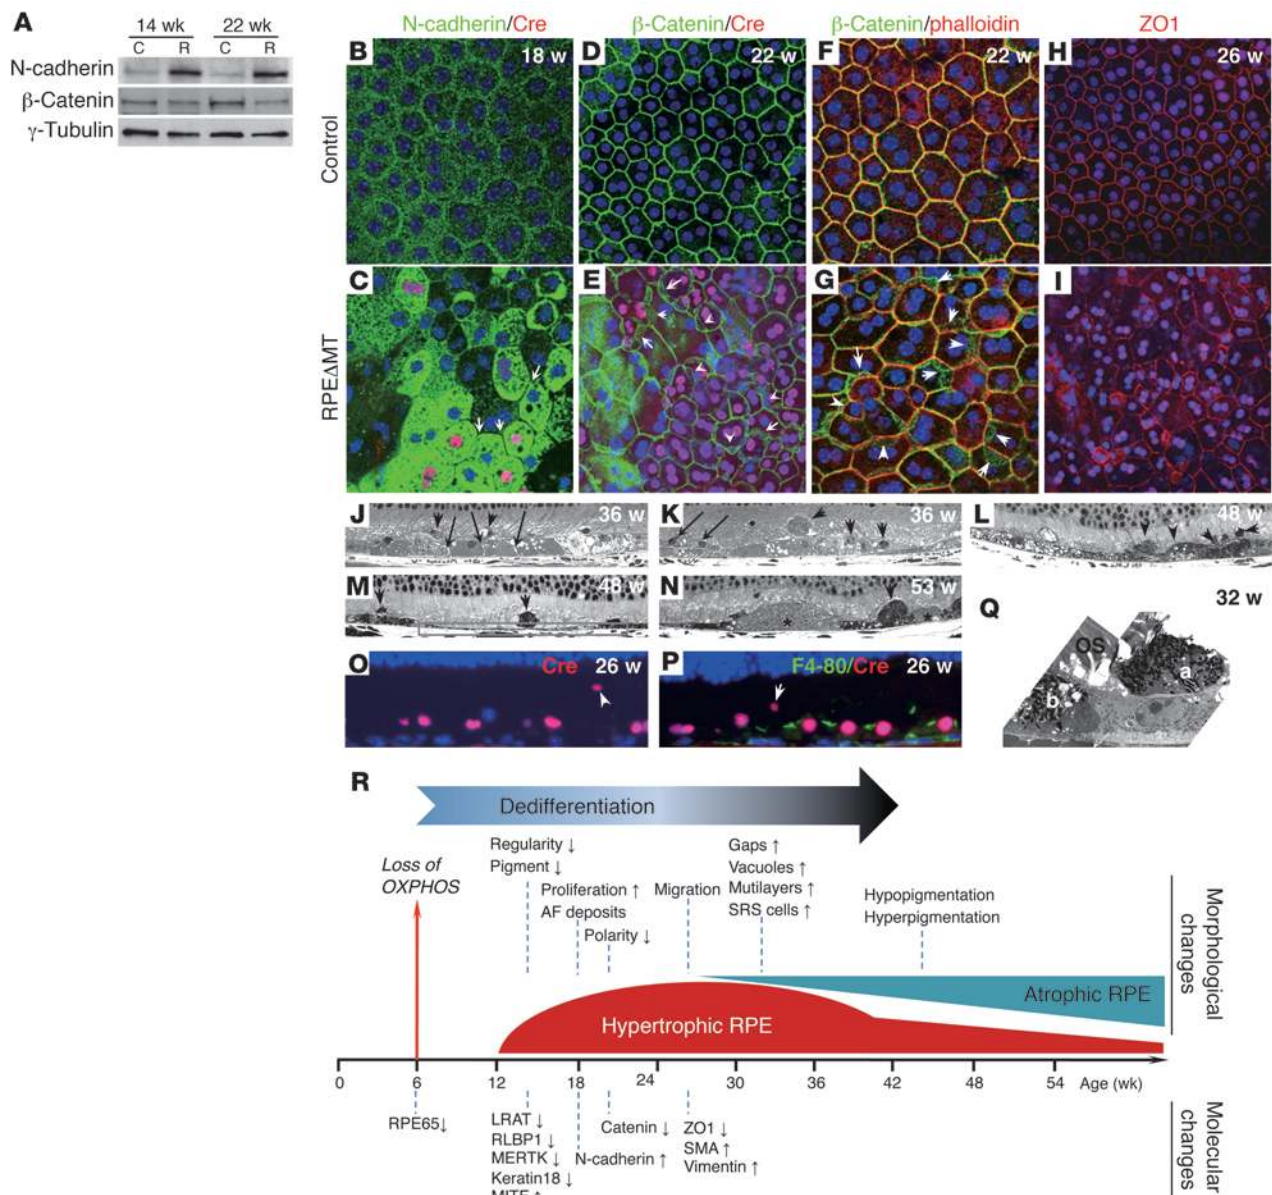 A
14 wk 22 wk
C R C R
N-cadherin
β-Catenin
γ-Tubulin
N-cadherin/Cre β-Catenin/Cre β-Catenin/phalloidin ZO1
Control
B 18 w D 22 w F 22 w H 26 w
RPEΔMT
C E G I
J 36 w K 36 w L 48 w
M 48 w N 53 w
* *
Q 32 w
OS a
b
O Cre 26 w P F4-80/Cre 26 w
R
Dedifferentiation
Loss of
OXPHOS
Regularity ↓
Pigment ↓
Proliferation ↑
AF deposits
Polarity ↓
Migration
Gaps ↑
Vacuoles ↑
Mutilayers ↑
SRS cells ↑
Hypopigmentation
Hyperpigmentation
Morphological
changes
Atrophic RPE
Hypertrophic RPE
0 6 12 18 24 30 36 42 48 54 Age (wk)
RPE65↓
LRAT ↓
RLBP1 ↓
MERTK ↓
Keratin18 ↓
MITF ↑
N-cadherin ↑
Catenin ↓
ZO1 ↓
SMA ↑
Vimentin ↑
Molecular
changes